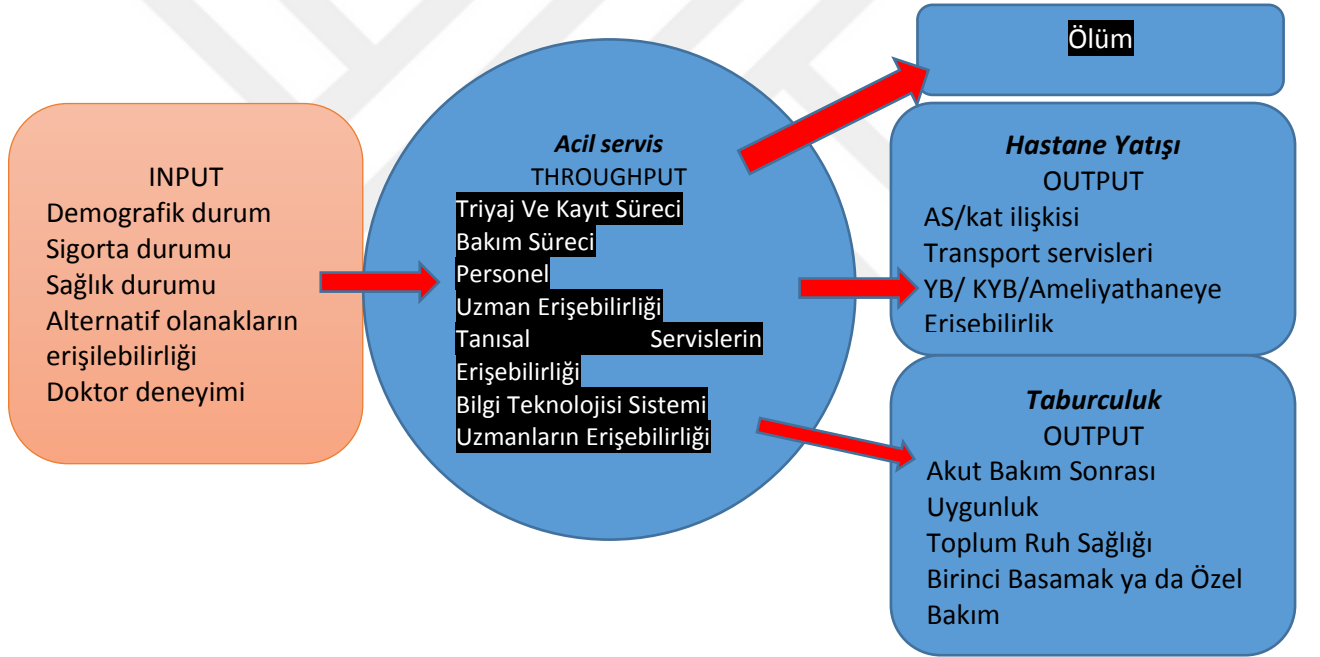 INPUT
Demografik durum
Sigorta durumu
Sağlık durumu
Alternatif olanakların
erişilebilirliği
Doktor deneyimi
Acil servis
THROUGHPUT
Triyaj Ve Kayıt Süreci
Bakım Süreci
Personel
Uzman Erişebilirliği
Tanısal Servislerin
Erişebilirliği
Bilgi Teknolojisi Sistemi
Uzmanların Erişebilirliği
Ölüm
Hastane Yatışı
OUTPUT
AS/kat ilişkisi
Transport servisleri
YB/ KYB/Ameliyathaneye
Erişebilirlik
Taburculuk
OUTPUT
Akut Bakım Sonrası
Uygunluk
Toplum Ruh Sağlığı
Birinci Basamak ya da Özel
Bakım